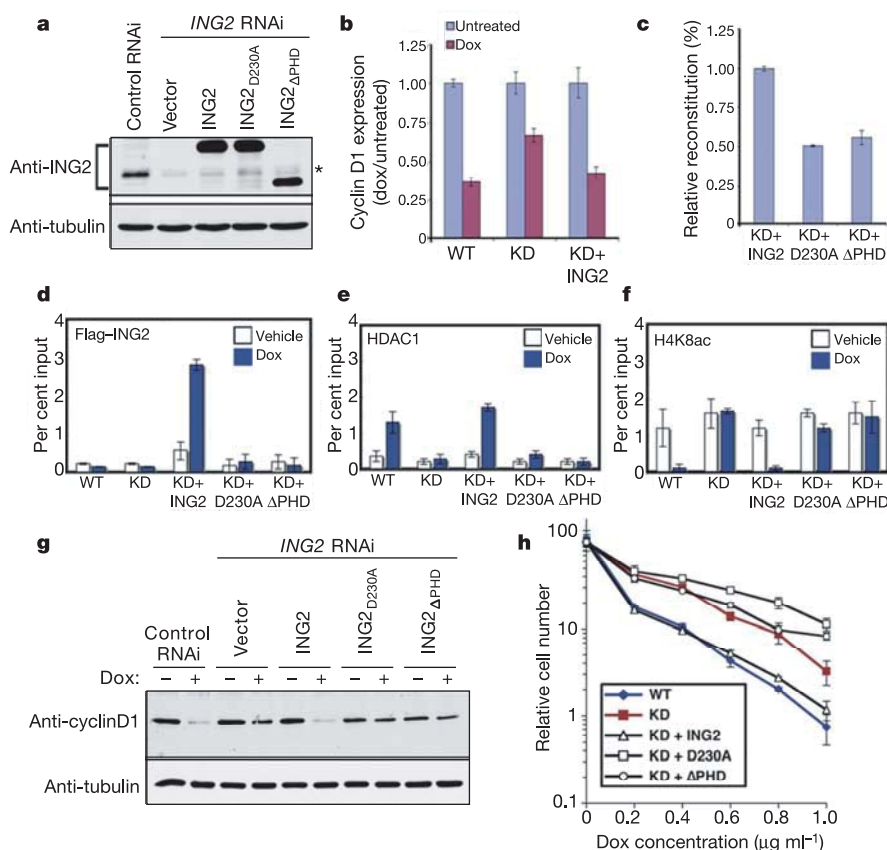 a
ING2 RNAi
Control RNAi
Vector
ING2
ING2D230A
ING2ΔPHD
Anti-ING2
*
Anti-tubulin
b
Untreated
Dox
Cyclin D1 expression
(dox/untreated)
1.25
1.00
0.75
0.50
0.25
0
WT
KD
KD+
ING2
c
Relative reconstitution (%)
1.25
1.00
0.75
0.50
0.25
0
KD+ KD+ KD+
ING2 D230A ΔPHD
d
Flag–ING2
Vehicle
Dox
Per cent input
4
3
2
1
0
WT KD KD+ KD+ KD+
ING2 D230A ΔPHD
e
HDAC1
Vehicle
Dox
Per cent input
4
3
2
1
0
WT KD KD+ KD+ KD+
ING2 D230A ΔPHD
f
H4K8ac
Vehicle
Dox
Per cent input
4
3
2
1
0
WT KD KD+ KD+ KD+
ING2 D230A ΔPHD
g
ING2 RNAi
Control
RNAi
Vector
ING2
ING2D230A
ING2ΔPHD
Dox: – + – + – + – + – +
Anti-cyclinD1
Anti-tubulin
h
Relative cell number
100
10
1
0.1
WT
KD
KD + ING2
KD + D230A
KD + ΔPHD
0 0.2 0.4 0.6 0.8 1.0
Dox concentration (μg ml–1)